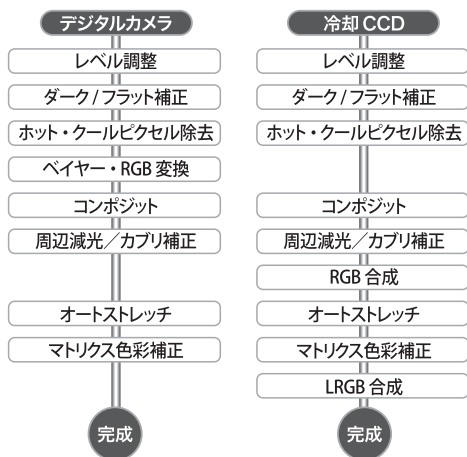 デジタルカメラ
レベル調整
ダーク/フラット補正
ホット・クールピクセル除去
ベイヤー・RGB変換
コンポジット
周辺減光／カブリ補正
オートストレッチ
マトリクス色彩補正
完成
冷却CCD
レベル調整
ダーク/フラット補正
ホット・クールピクセル除去
コンポジット
周辺減光／カブリ補正
RGB合成
オートストレッチ
マトリクス色彩補正
LRGB合成
完成